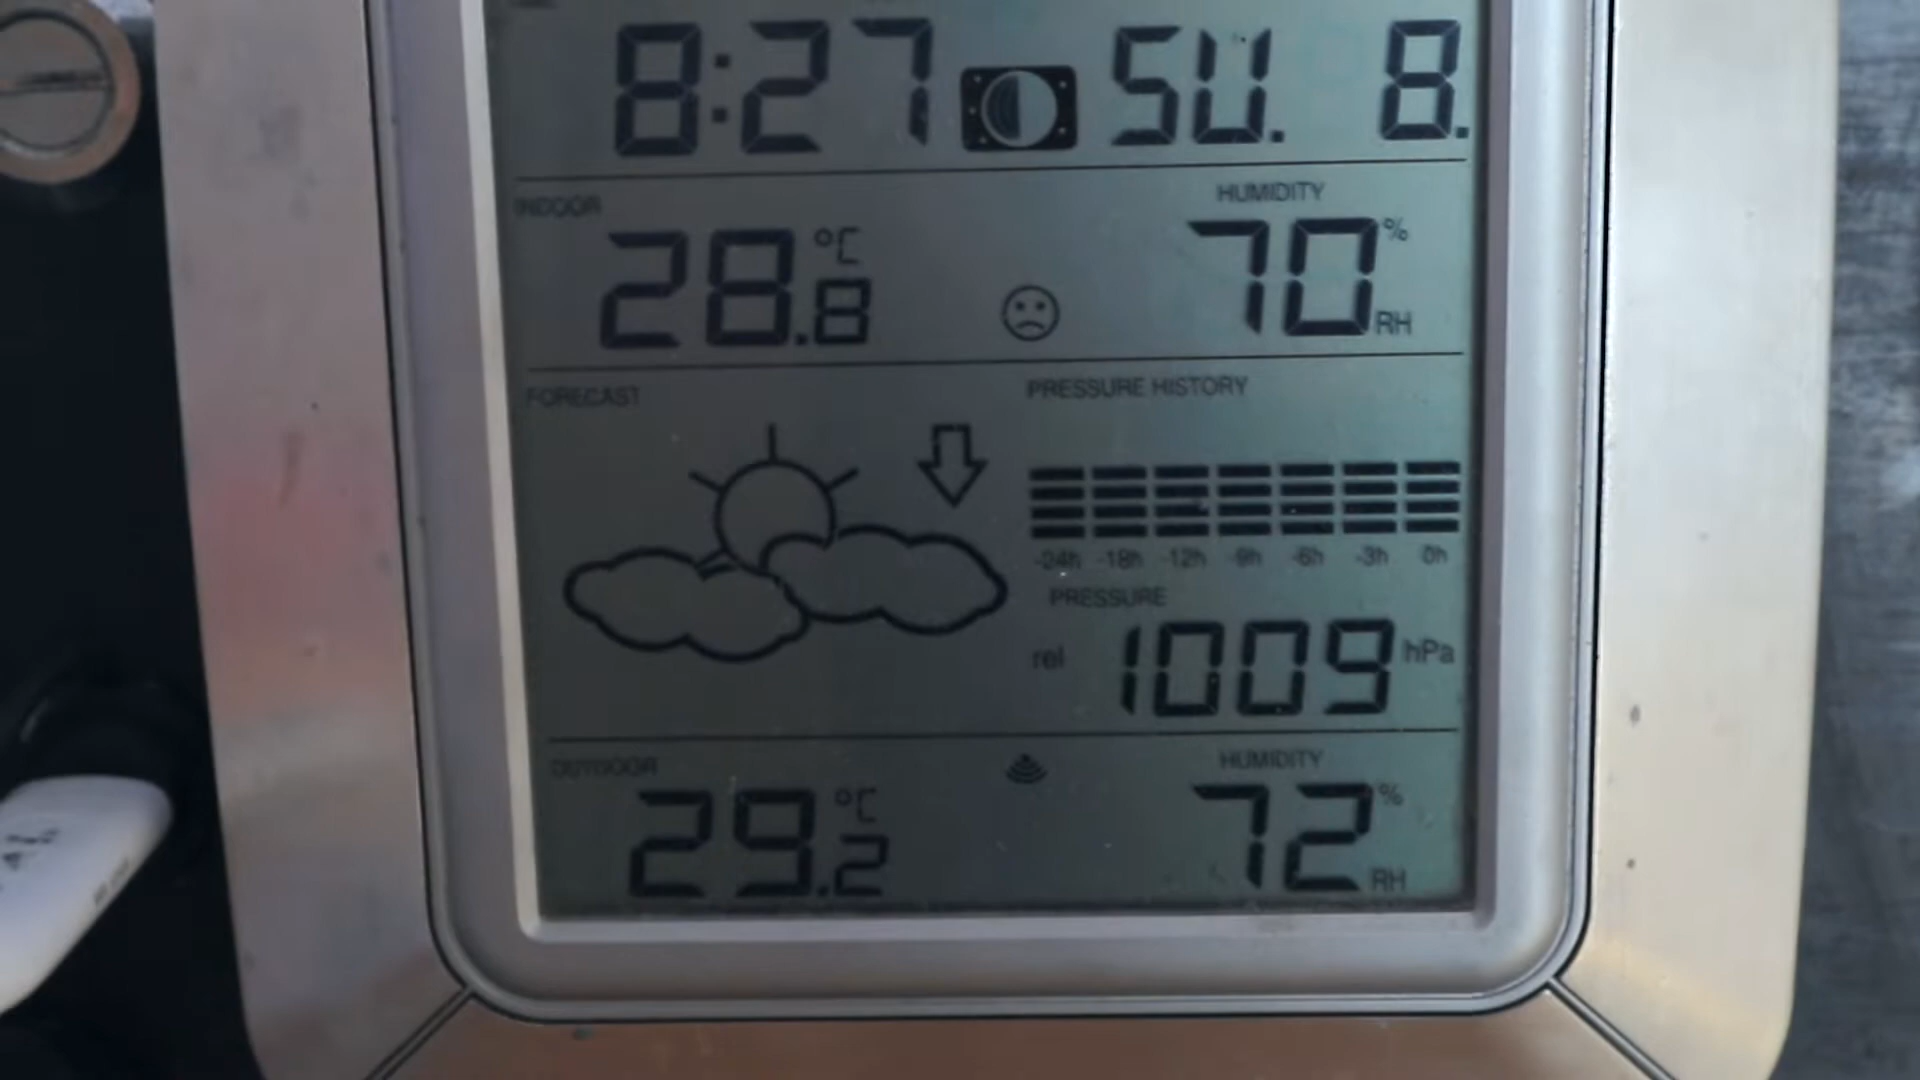 8:27 SU. 8.
INDOOR HUMIDITY
28.8 °C 70 % RH
FORECAST PRESSURE HISTORY
-24h -18h -12h -9h -6h -3h 0h
PRESSURE
rel 1009 hPa
OUTDOOR HUMIDITY
29.2 °C 72 % RH